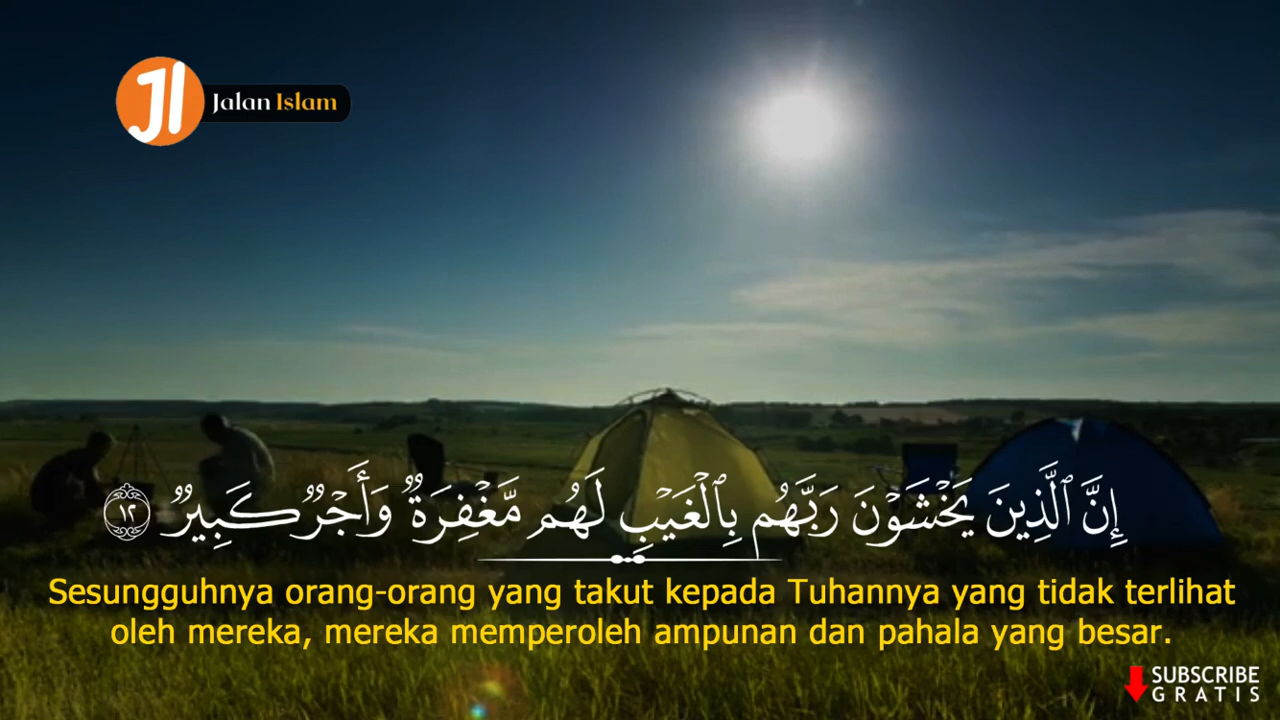 JI
Jalan Islam
إِنَّ ٱلَّذِينَ يَخْشَوْنَ رَبَّهُم بِٱلْغَيْبِ لَهُم مَّغْفِرَةٌ وَأَجْرٌ كَبِيرٌ ١٢
Sesungguhnya orang-orang yang takut kepada Tuhannya yang tidak terlihat
oleh mereka, mereka memperoleh ampunan dan pahala yang besar.
SUBSCRIBE
GRATIS